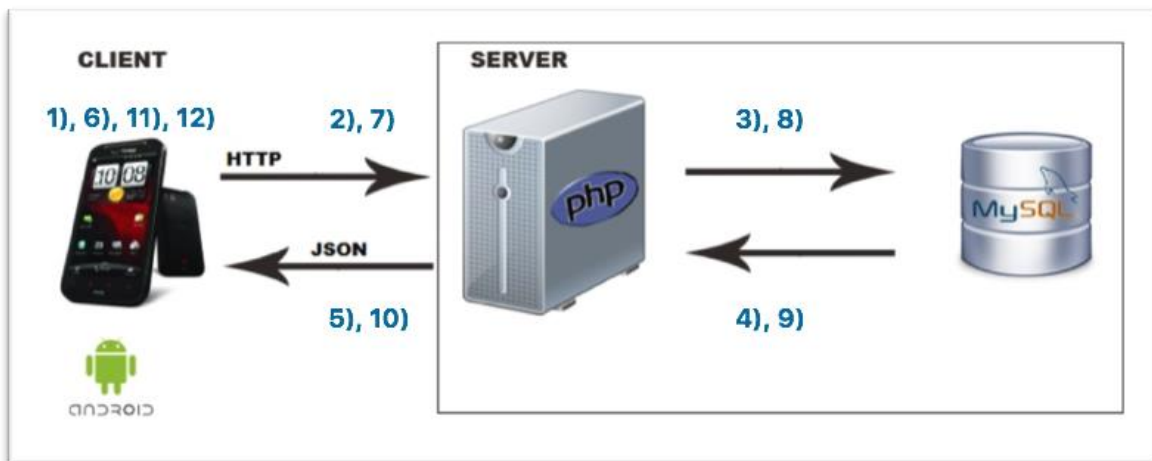 CLIENT
SERVER
1), 6), 11), 12)
2), 7)
3), 8)
HTTP
10 08
php
MySQL
JSON
5), 10)
4), 9)
ANDROID